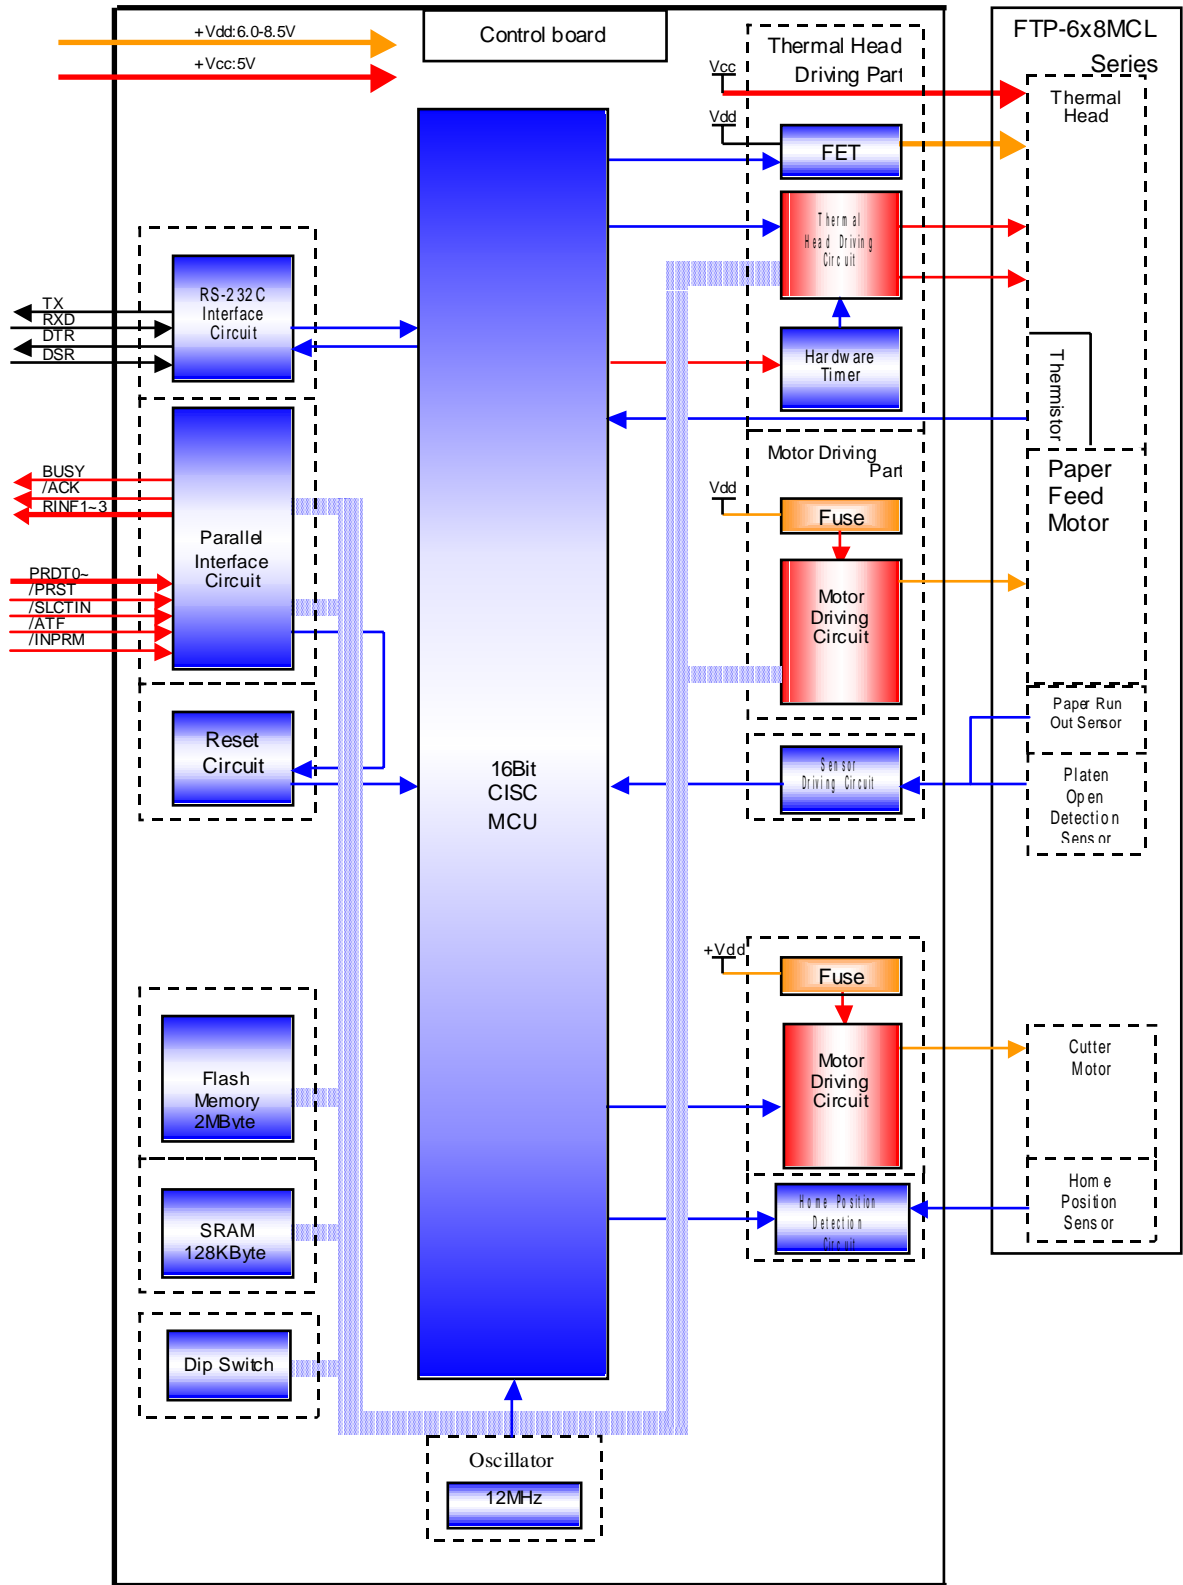 +Vdd:6.0-8.5V
+Vcc:5V
Control board
Thermal Head
Driving Part
FTP-6x8MCL
Series
Vcc
Thermal
Head
Vdd
FET
Thermal
Head Driving
Circuit
RS-232C
Interface
Circuit
TX
RXD
DTR
DSR
Hardware
Timer
Thermistor
BUSY
/ACK
RINF1~3
Parallel
Interface
Circuit
PRDT0~
/PRST
/SLCTIN
/ATF
/INPRM
Motor Driving
Part
Vdd
Fuse
Motor
Driving
Circuit
Paper
Feed
Motor
Reset
Circuit
16Bit
CISC
MCU
Sensor
Driving Circuit
Paper Run
Out Sensor
Platen
Open
Detection
Sensor
+Vdd
Fuse
Motor
Driving
Circuit
Cutter
Motor
Flash
Memory
2MByte
SRAM
128KByte
Home Position
Detection
Circuit
Home
Position
Sensor
Dip Switch
Oscillator
12MHz